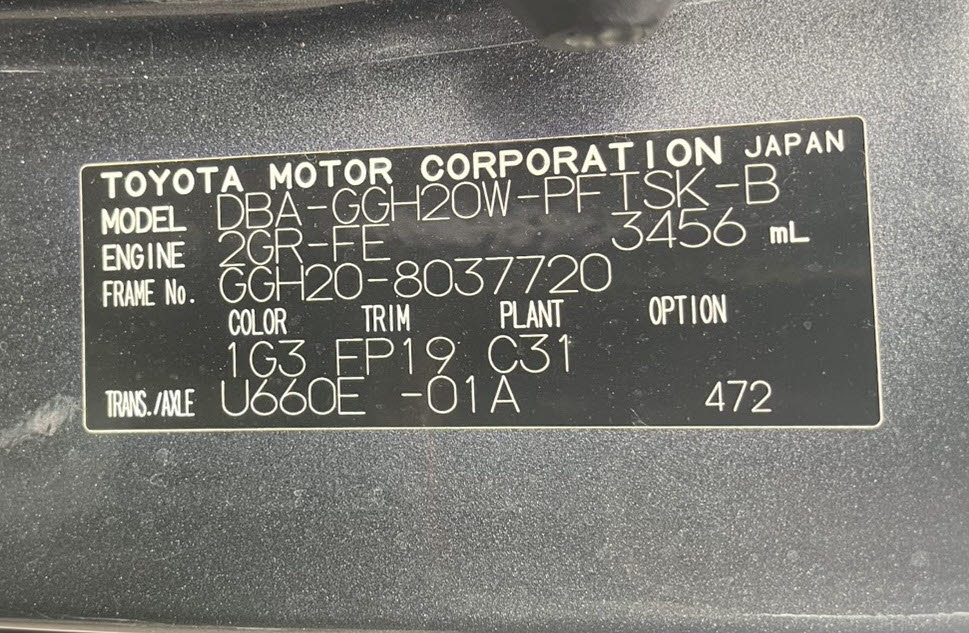 TOYOTA MOTOR CORPORATION JAPAN
MODEL DBA-GGH20W-PFTSK-B
ENGINE 2GR-FE 3456 mL
FRAME No. GGH20-8037720
COLOR TRIM PLANT OPTION
1G3 FP19 C31
TRANS./AXLE U660E -01A 472